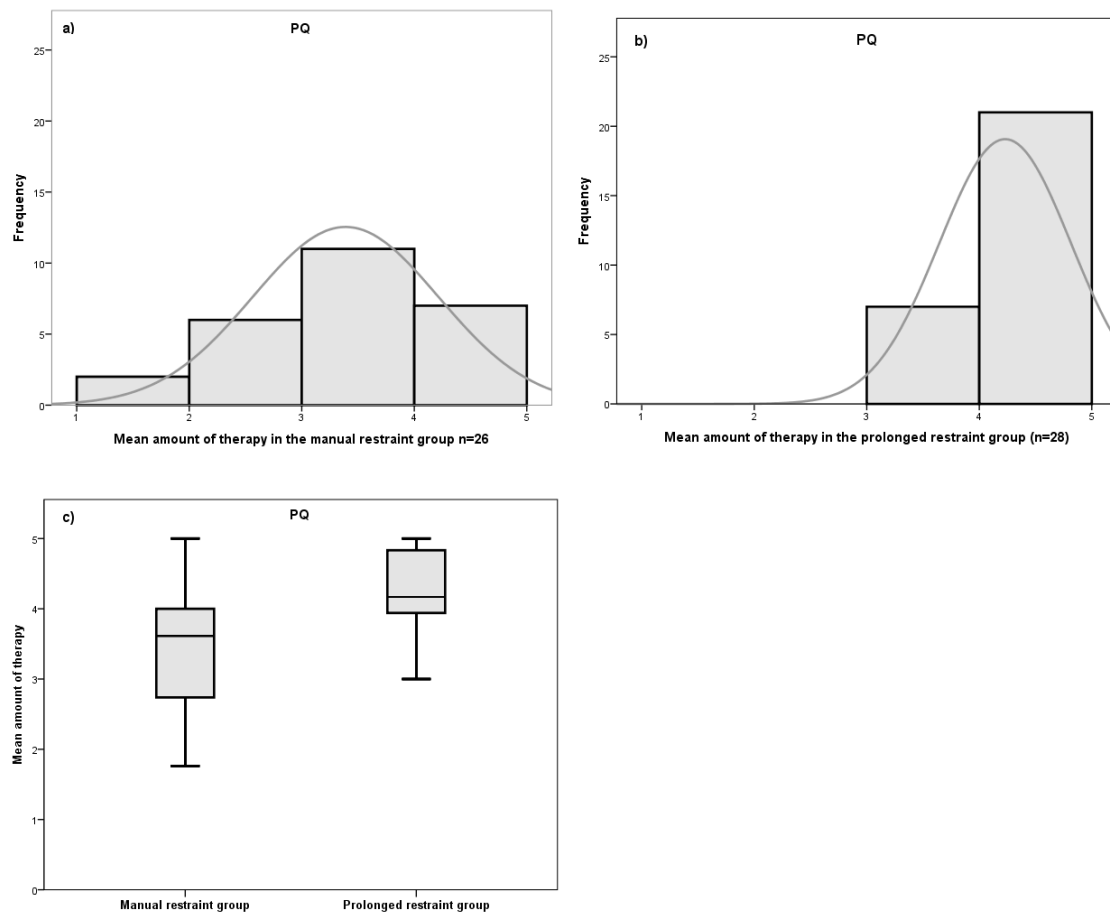 a)
PQ
25
20
15
10
5
0
Frequency
1 2 3 4 5
Mean amount of therapy in the manual restraint group n=26
b)
PQ
25
20
15
10
5
0
Frequency
1 2 3 4 5
Mean amount of therapy in the prolonged restraint group (n=28)
c)
PQ
5
4
3
2
1
0
Mean amount of therapy
Manual restraint group Prolonged restraint group